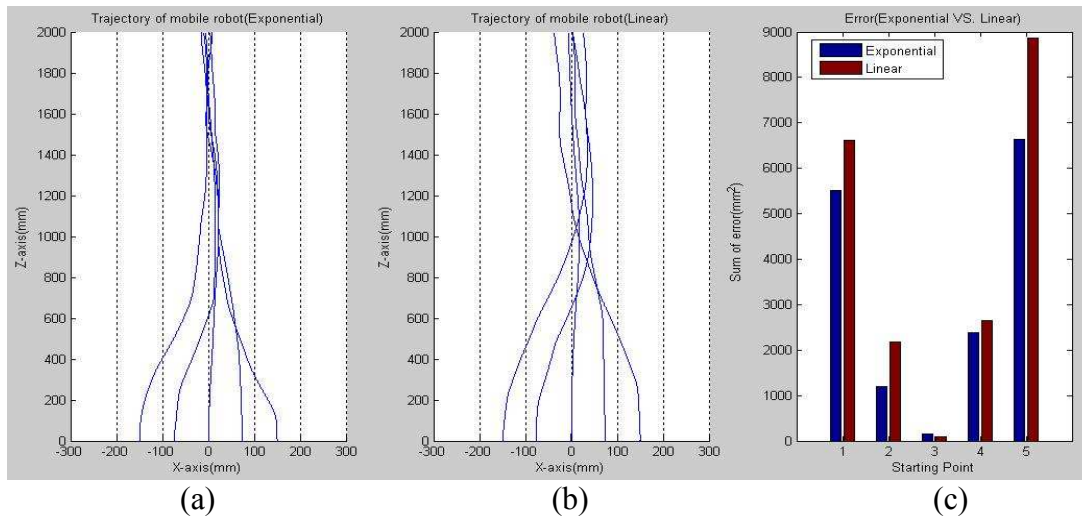 Trajectory of mobile robot(Exponential)
2000
1800
1600
1400
1200
1000
800
600
400
200
0
Z-axis(mm)
-300 -200 -100 0 100 200 300
X-axis(mm)
(a)
Trajectory of mobile robot(Linear)
2000
1800
1600
1400
1200
1000
800
600
400
200
0
Z-axis(mm)
-300 -200 -100 0 100 200 300
X-axis(mm)
(b)
Error(Exponential VS. Linear)
Exponential
Linear
9000
8000
7000
6000
5000
4000
3000
2000
1000
0
Sum of error(mm²)
1 2 3 4 5
Starting Point
(c)